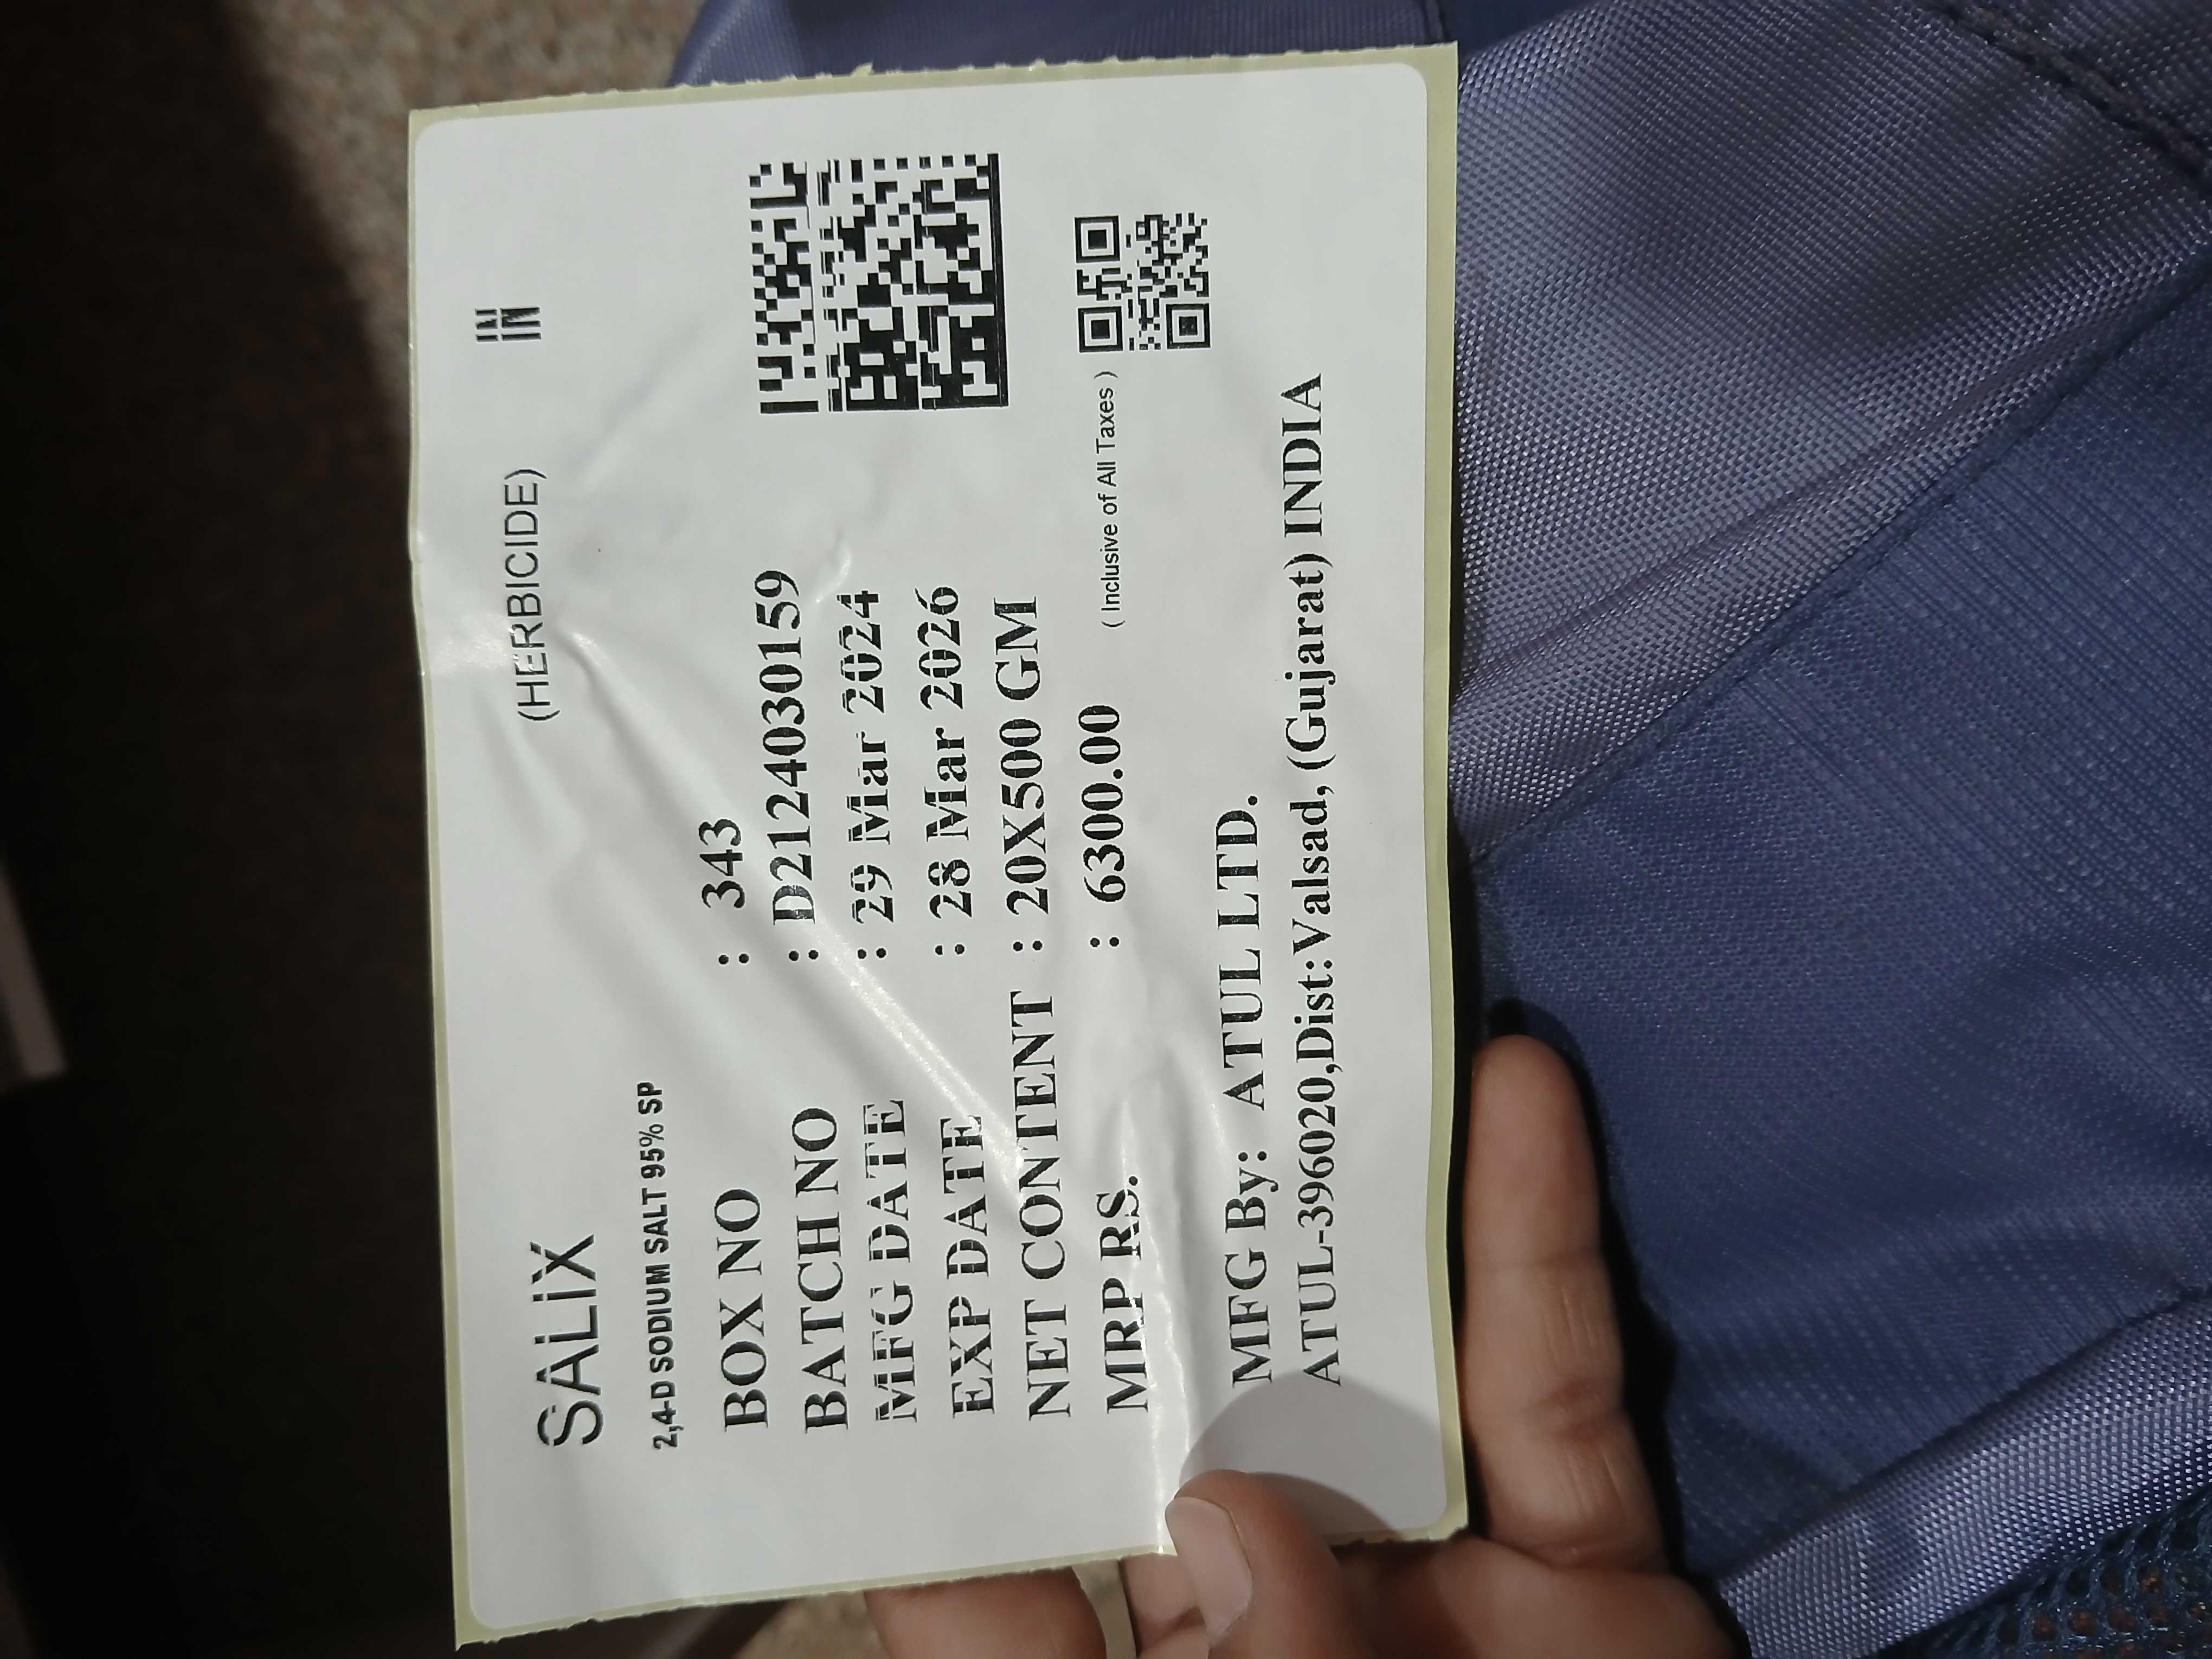 SALIX (HERBICIDE) IN
2,4-D SODIUM SALT 95% SP
BOX NO : 343
BATCH NO : D2124030159
MFG DATE : 29 Mar 2024
EXP DATE : 28 Mar 2026
NET CONTENT : 20X500 GM
MRP RS. : 6300.00 ( Inclusive of All Taxes )
MFG By: ATUL LTD.
ATUL-396020,Dist:Valsad, (Gujarat) INDIA